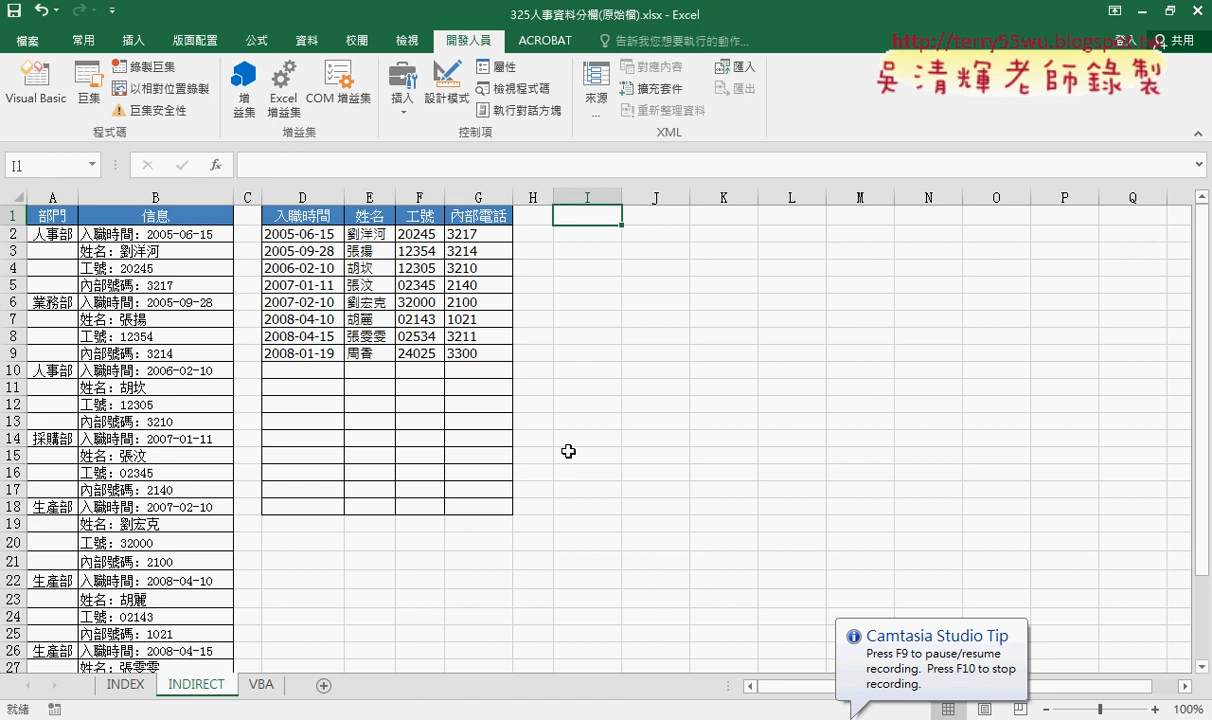 325人事資料分欄(原始檔).xlsx - Excel
檔案 常用 插入 版面配置 公式 資料 校閱 檢視 開發人員 ACROBAT 告訴我您想要執行的動作... 登入 共用
http://terry55wu.blogspot.tw
吳清輝老師錄製
Visual Basic 巨集 錄製巨集 以相對位置錄製 巨集安全性 程式碼
增益集 Excel 增益集 COM 增益集 增益集
插入 設計模式 屬性 檢視程式碼 執行對話方塊 控制項
來源... 對應內容 擴充套件 重新整理資料 匯入 匯出 XML
I1 fx
A B C D E F G H I J K L M N O P Q
1 部門 信息 入職時間 姓名 工號 內部電話
2 人事部 入職時間：2005-06-15 2005-06-15 劉洋河 20245 3217
3 姓名：劉洋河 2005-09-28 張揚 12354 3214
4 工號：20245 2006-02-10 胡坎 12305 3210
5 內部號碼：3217 2007-01-11 張汶 02345 2140
6 業務部 入職時間：2005-09-28 2007-02-10 劉宏克 32000 2100
7 姓名：張揚 2008-04-10 胡麗 02143 1021
8 工號：12354 2008-04-15 張雯雯 02534 3211
9 內部號碼：3214 2008-01-19 周香 24025 3300
10 人事部 入職時間：2006-02-10
11 姓名：胡坎
12 工號：12305
13 內部號碼：3210
14 採購部 入職時間：2007-01-11
15 姓名：張汶
16 工號：02345
17 內部號碼：2140
18 生產部 入職時間：2007-02-10
19 姓名：劉宏克
20 工號：32000
21 內部號碼：2100
22 生產部 入職時間：2008-04-10
23 姓名：胡麗
24 工號：02143
25 內部號碼：1021
26 生產部 入職時間：2008-04-15
27 姓名：張雯雯
Camtasia Studio Tip
Press F9 to pause/resume
recording. Press F10 to stop
recording.
INDEX INDIRECT VBA
就緒 100%